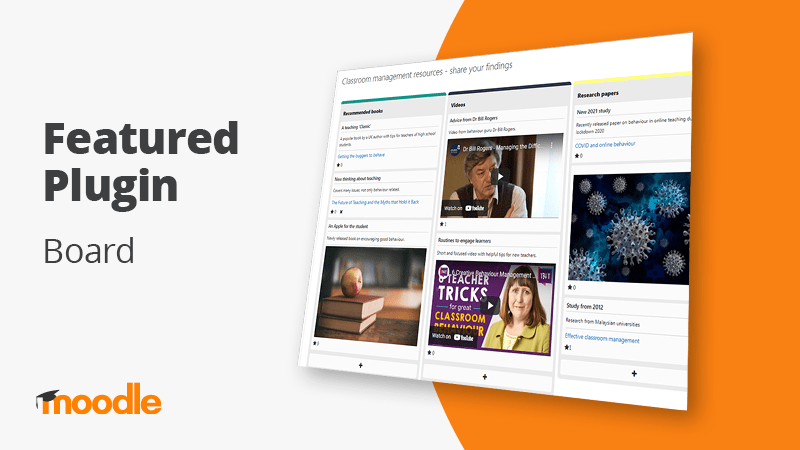 Featured
Plugin
Board
moodle
Classroom management resources - share your findings
Recommended books
A teaching 'Classic'
A popular book by a UK author with tips for teachers of high school
students.
Getting the buggers to behave
0
New thinking about teaching
Covers many issues, not only behaviour related.
The Future of Teaching and the Myths that Hold it Back
0
An Apple for the student
Newly released book on encouraging good behaviour.
0
+
Videos
Advice from Dr Bill Rogers
Video from behaviour guru Dr Bill Rogers.
Dr Bill Rogers - Managing the Diffic...
Watch on YouTube
1
Routines to engage learners
Short and focused video with helpful tips for new teachers.
6 Creative Behaviour Management ...
TEACHER
TRICKS
for great
CLASSROOM
BEHAVIOUR
Watch on YouTube
0
+
Research papers
New 2021 study
Recently released paper on behaviour in online teaching du
lockdown 2020
COVID and online behaviour
0
0
Study from 2012
Research from Malaysian universities
Effective classroom management
1
+